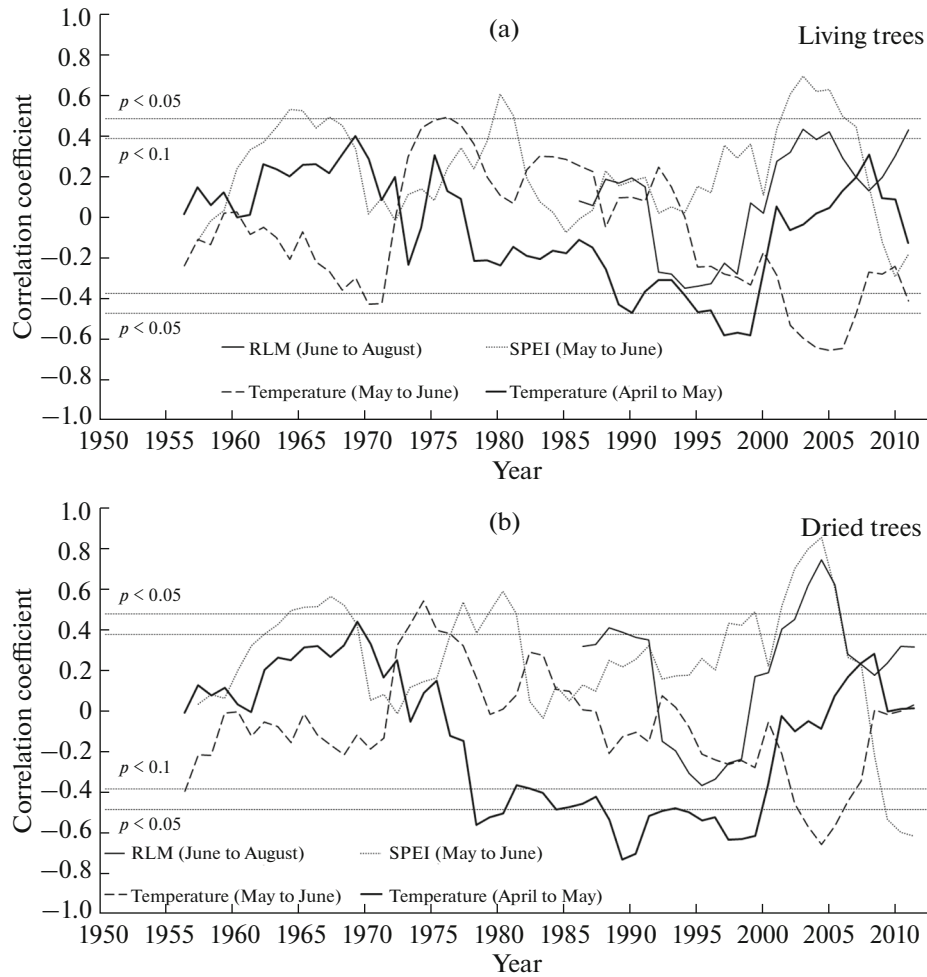 (a)
Living trees
1.0
0.8
0.6
0.4
0.2
0
−0.2
−0.4
−0.6
−0.8
−1.0
Correlation coefficient
p < 0.05
p < 0.1
p < 0.05
RLM (June to August)
SPEI (May to June)
Temperature (May to June)
Temperature (April to May)
1950 1955 1960 1965 1970 1975 1980 1985 1990 1995 2000 2005 2010
Year
(b)
Dried trees
1.0
0.8
0.6
0.4
0.2
0
−0.2
−0.4
−0.6
−0.8
−1.0
Correlation coefficient
p < 0.05
p < 0.1
p < 0.05
RLM (June to August)
SPEI (May to June)
Temperature (May to June)
Temperature (April to May)
1950 1955 1960 1965 1970 1975 1980 1985 1990 1995 2000 2005 2010
Year